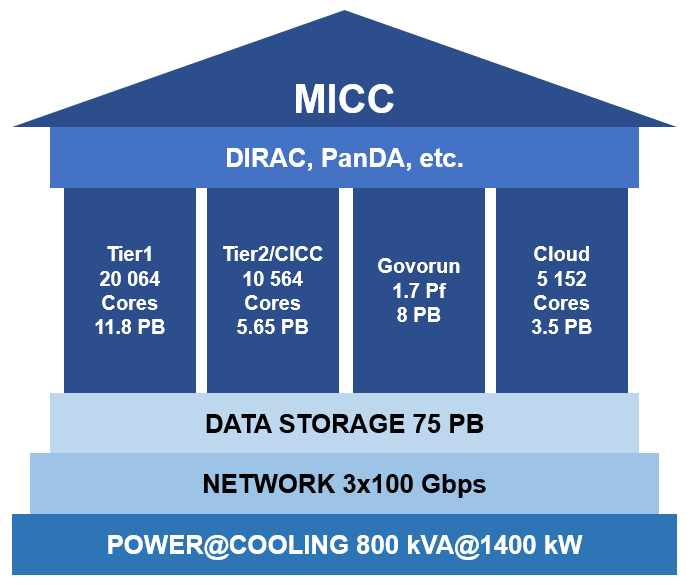 MICC
DIRAC, PanDA, etc.
Tier1
20 064
Cores
11.8 PB
Tier2/CICC
10 564
Cores
5.65 PB
Govorun
1.7 Pf
8 PB
Cloud
5 152
Cores
3.5 PB
DATA STORAGE 75 PB
NETWORK 3x100 Gbps
POWER@COOLING 800 kVA@1400 kW